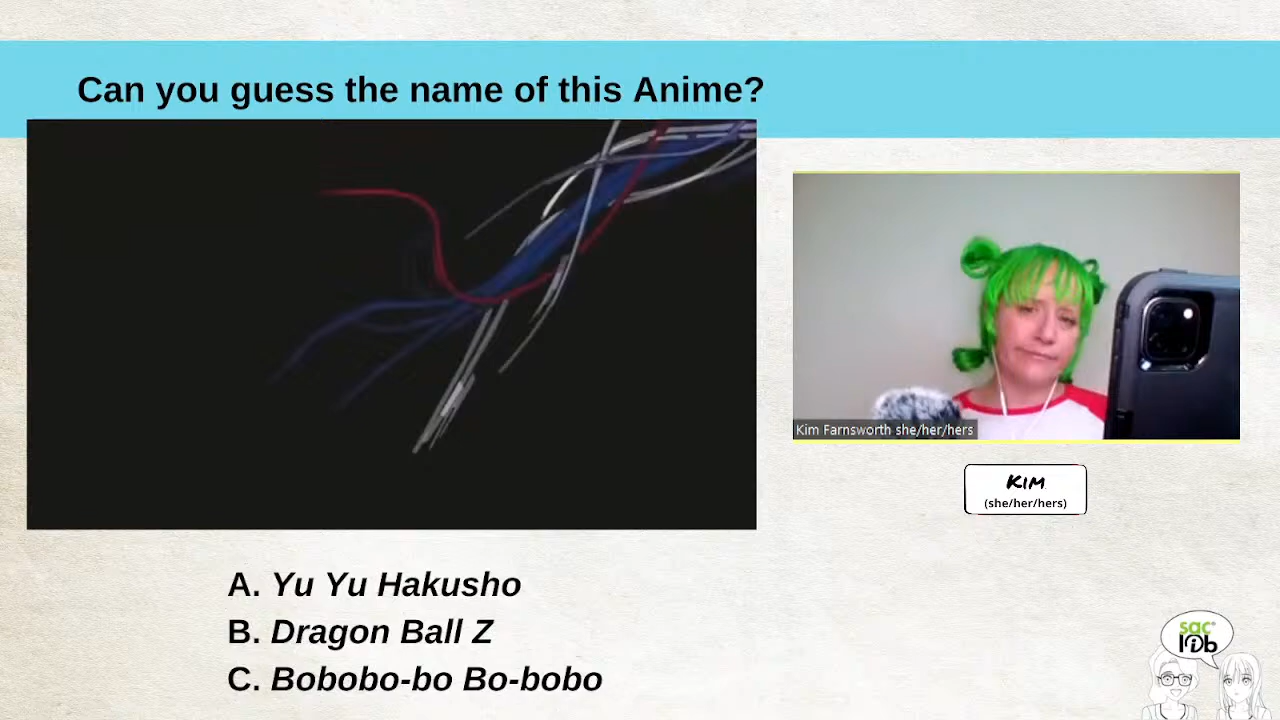 Can you guess the name of this Anime?
Kim Farnsworth she/her/hers
KIM
(she/her/hers)
A. Yu Yu Hakusho
B. Dragon Ball Z
C. Bobobo-bo Bo-bobo
sac
lib